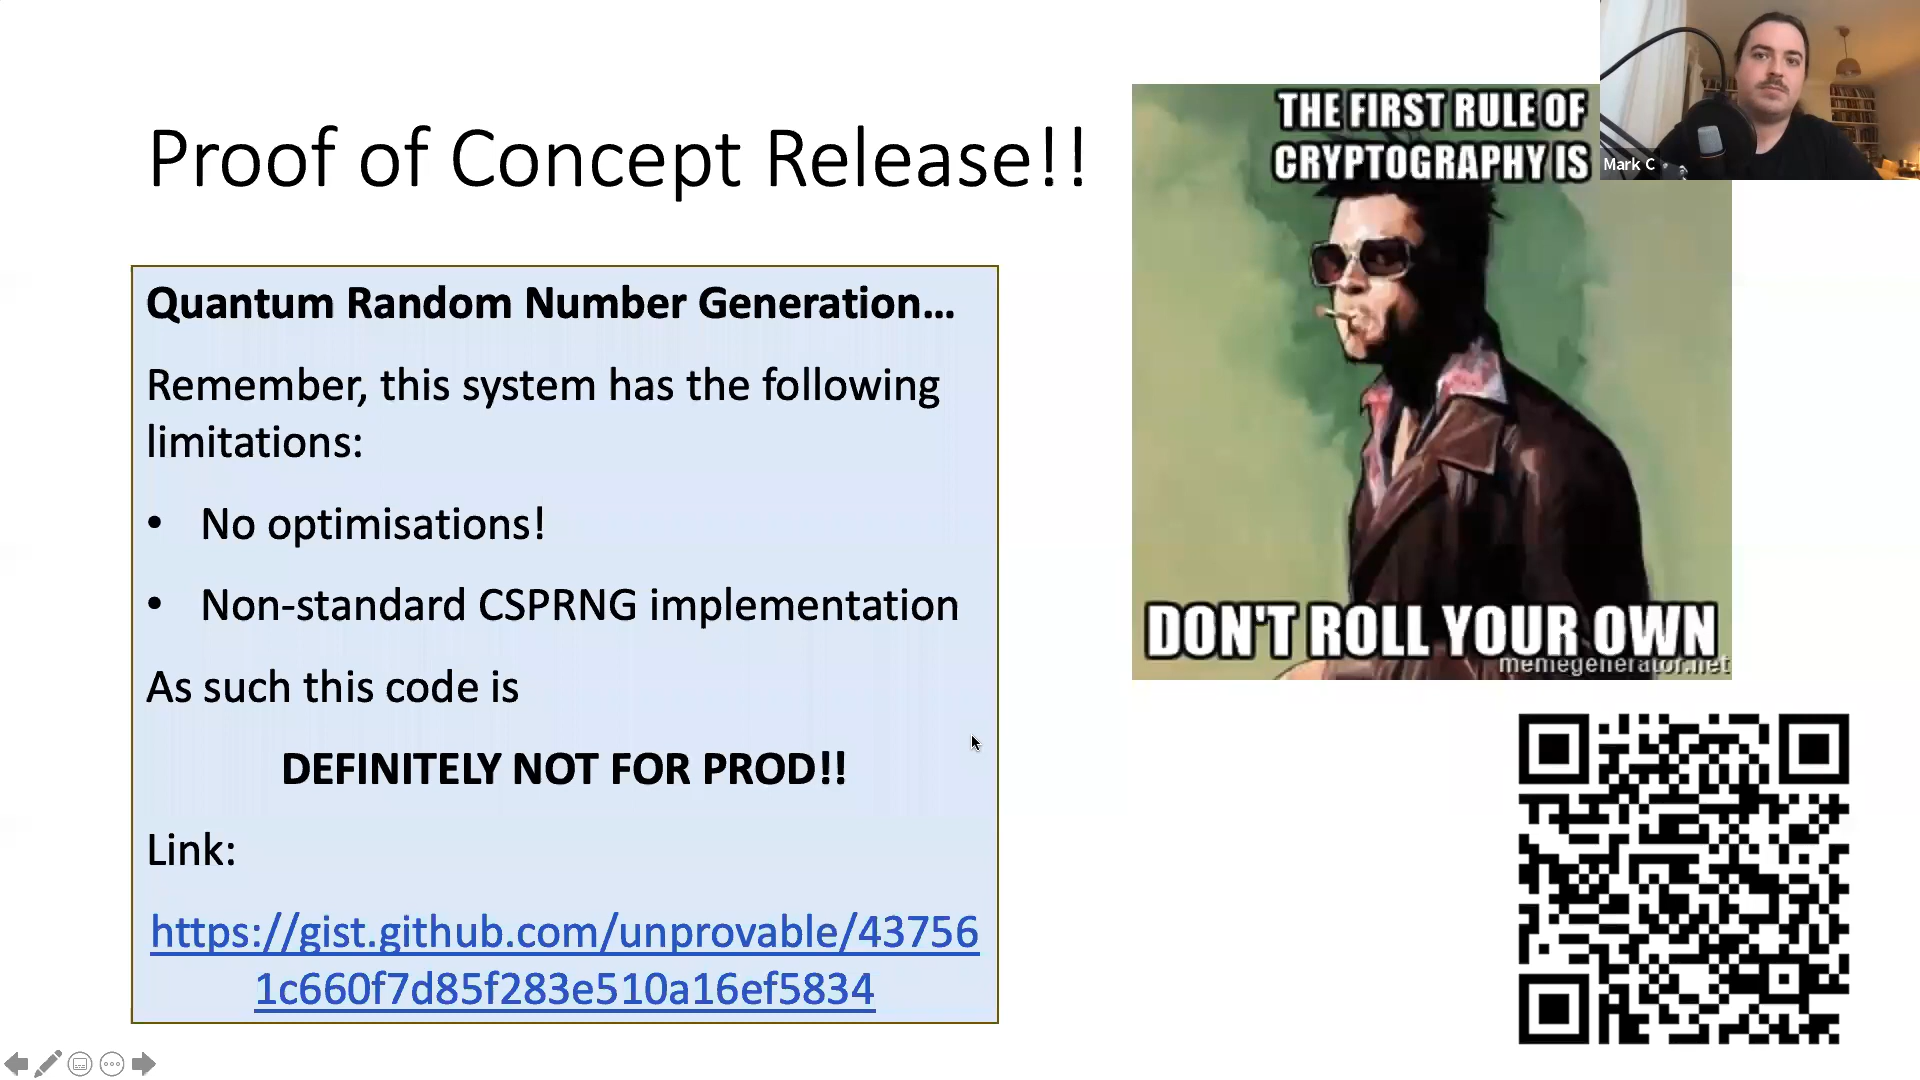 Proof of Concept Release!!
THE FIRST RULE OF
CRYPTOGRAPHY IS
DON'T ROLL YOUR OWN
memegenerator.net
Mark C
Quantum Random Number Generation...
Remember, this system has the following
limitations:
• No optimisations!
• Non-standard CSPRNG implementation
As such this code is
DEFINITELY NOT FOR PROD!!
Link:
https://gist.github.com/unprovable/43756
1c660f7d85f283e510a16ef5834